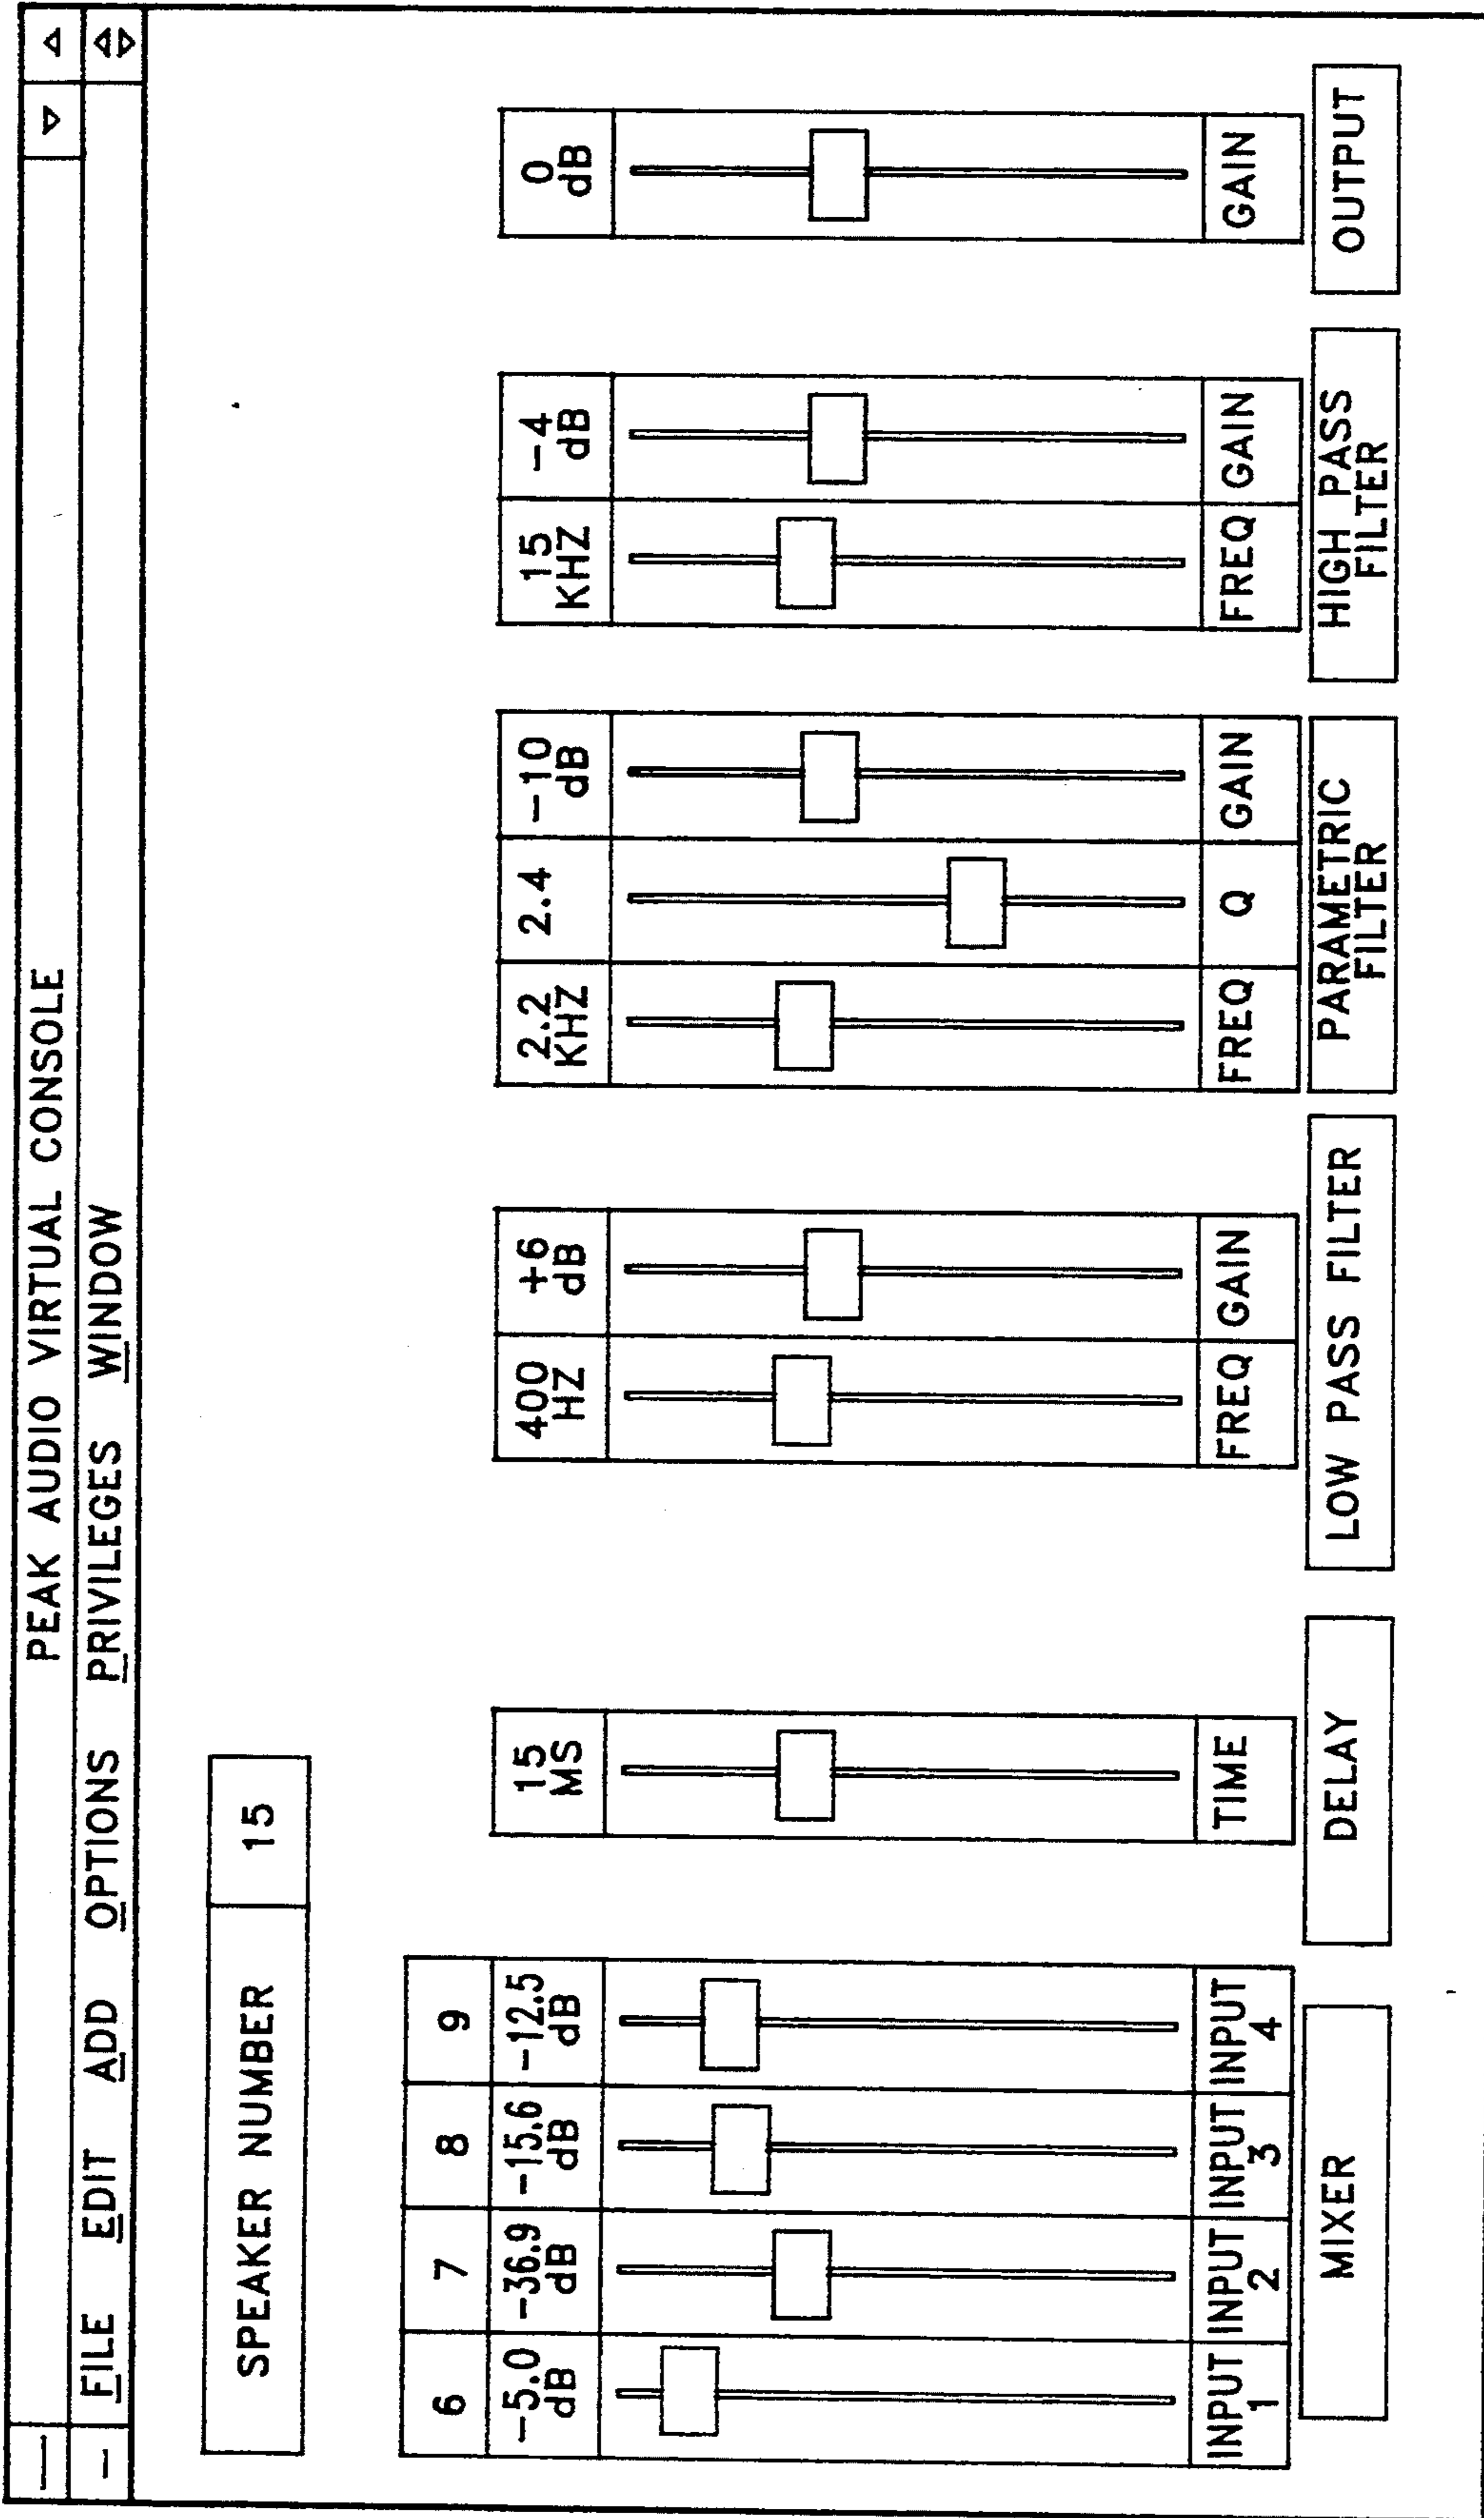 PEAK AUDIO VIRTUAL CONSOLE
FILE EDIT ADD OPTIONS PRIVILEGES WINDOW
SPEAKER NUMBER 15
6 7 8 9
-5.0 dB
-36.9 dB
-15.6 dB
-12.5 dB
INPUT 1
INPUT 2
INPUT 3
INPUT 4
MIXER
15 MS
TIME
DELAY
400 HZ
+6 dB
FREQ GAIN
LOW PASS FILTER
2.2 KHZ
2.4
-10 dB
FREQ Q GAIN
PARAMETRIC
FILTER
15 KHZ
-4 dB
FREQ GAIN
HIGH PASS
FILTER
0 dB
GAIN
OUTPUT